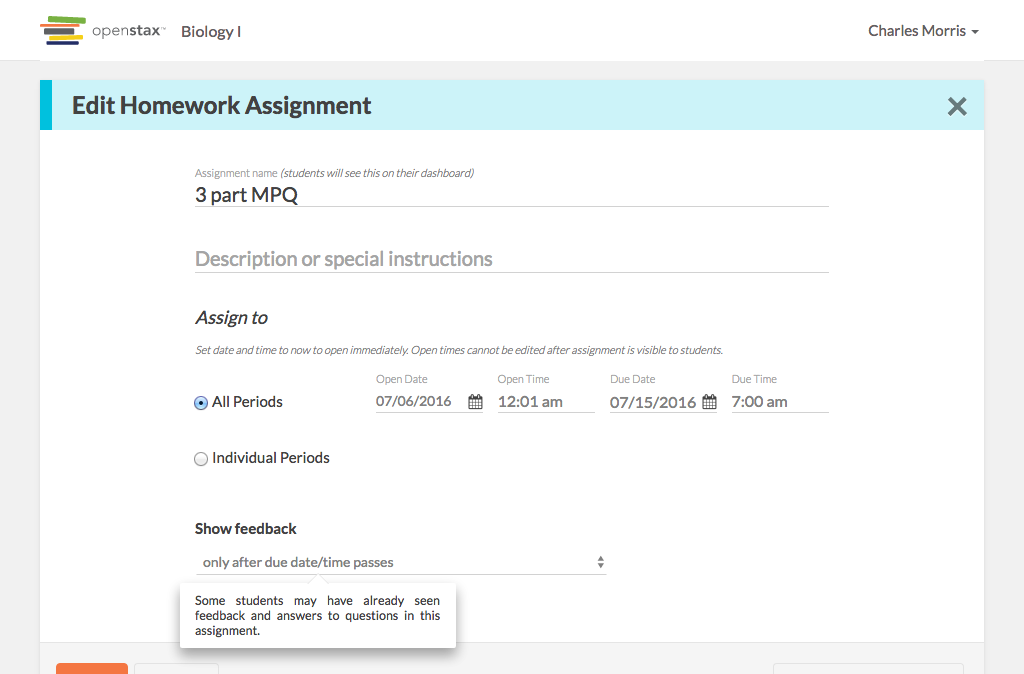 openstax™ Biology I Charles Morris
Edit Homework Assignment
Assignment name (students will see this on their dashboard)
3 part MPQ
Description or special instructions
Assign to
Set date and time to now to open immediately. Open times cannot be edited after assignment is visible to students.
Open Date Open Time Due Date Due Time
All Periods 07/06/2016 12:01 am 07/15/2016 7:00 am
Individual Periods
Show feedback
only after due date/time passes
Some students may have already seen
feedback and answers to questions in this
assignment.